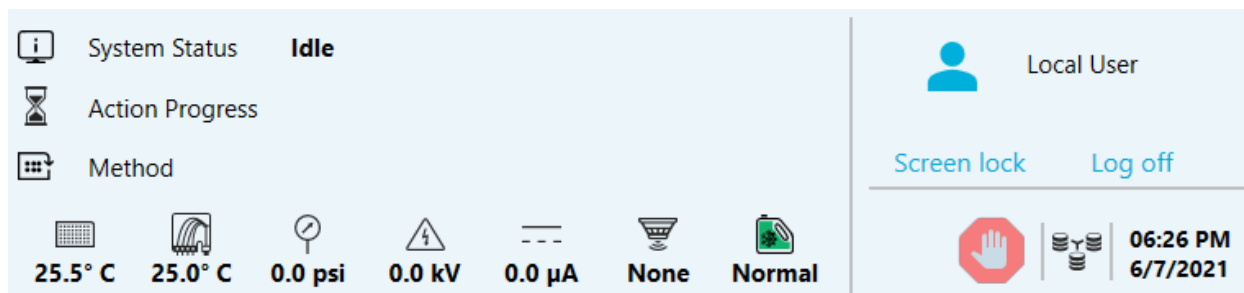 System Status Idle
Action Progress
Method
25.5° C 25.0° C 0.0 psi 0.0 kV 0.0 µA None Normal
Local User
Screen lock Log off
06:26 PM
6/7/2021